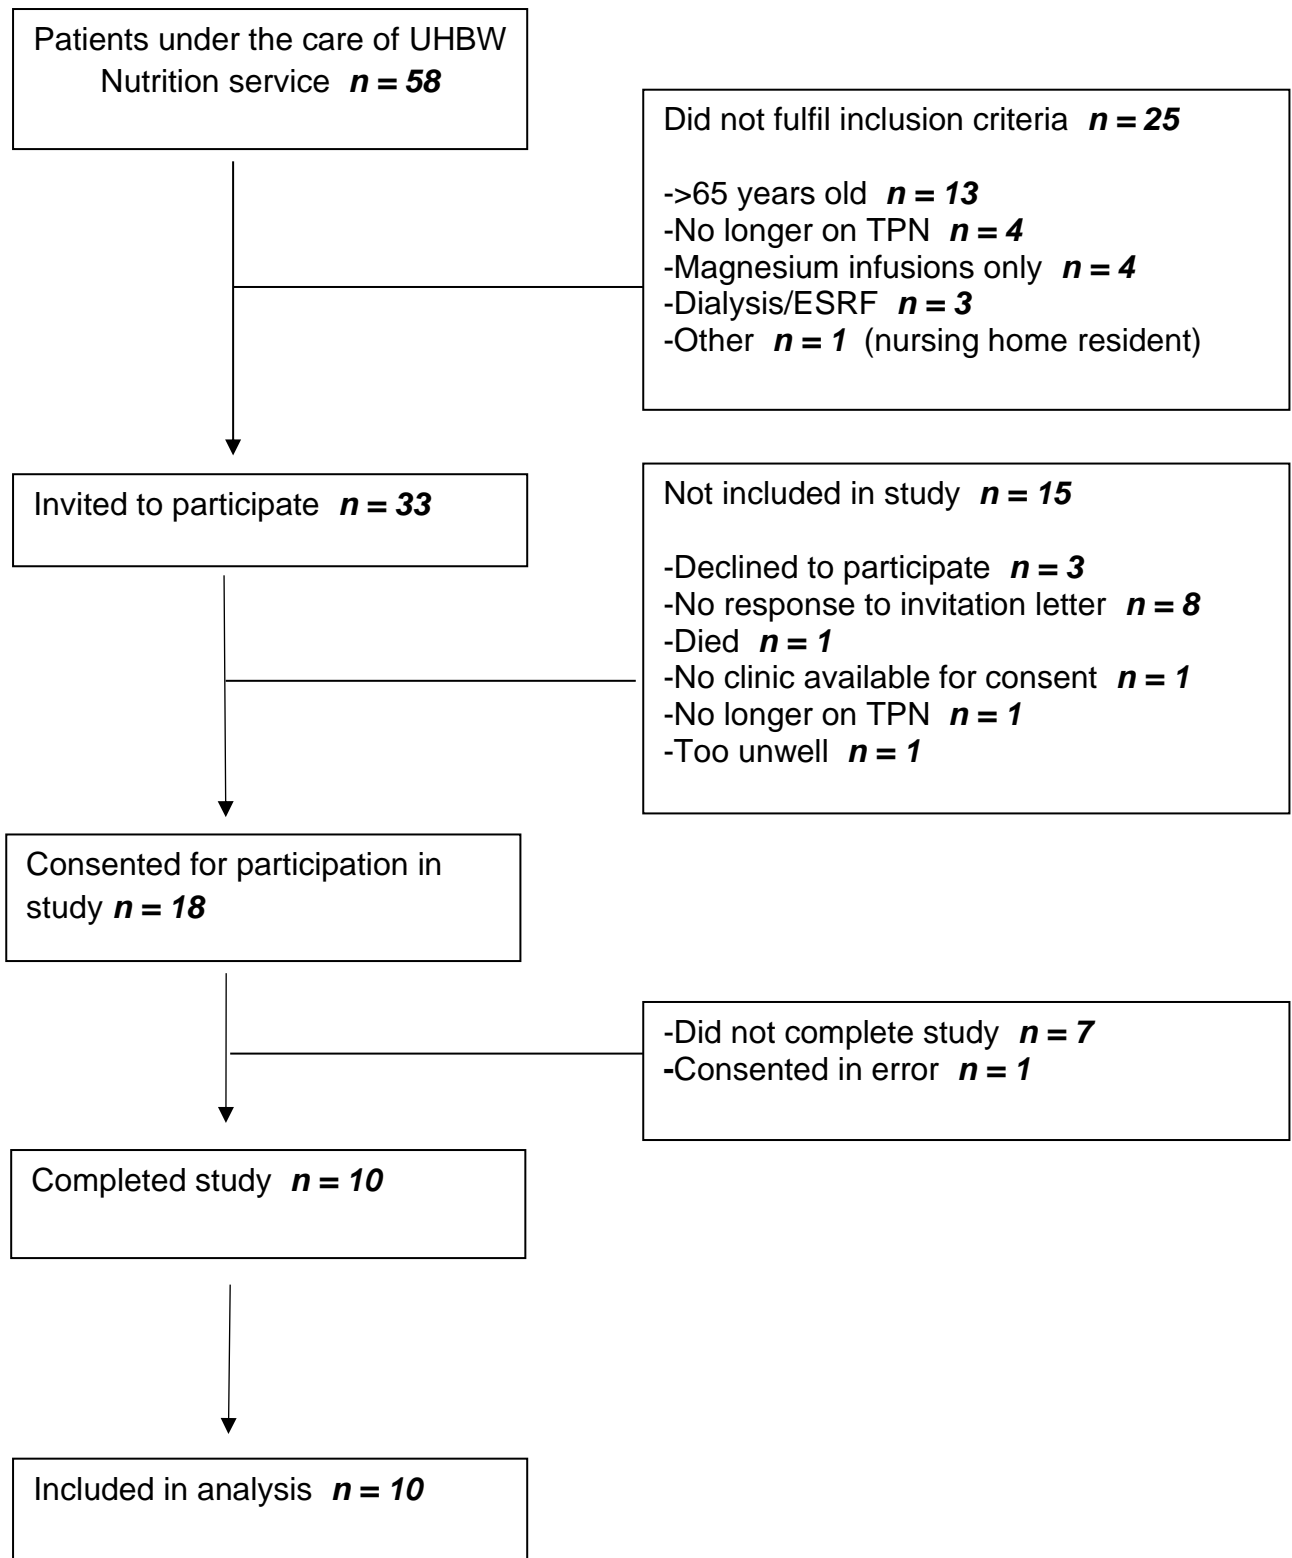 Patients under the care of UHBW
Nutrition service n = 58
Did not fulfil inclusion criteria n = 25
->65 years old n = 13
-No longer on TPN n = 4
-Magnesium infusions only n = 4
-Dialysis/ESRF n = 3
-Other n = 1 (nursing home resident)
Invited to participate n = 33
Not included in study n = 15
-Declined to participate n = 3
-No response to invitation letter n = 8
-Died n = 1
-No clinic available for consent n = 1
-No longer on TPN n = 1
-Too unwell n = 1
Consented for participation in
study n = 18
-Did not complete study n = 7
-Consented in error n = 1
Completed study n = 10
Included in analysis n = 10